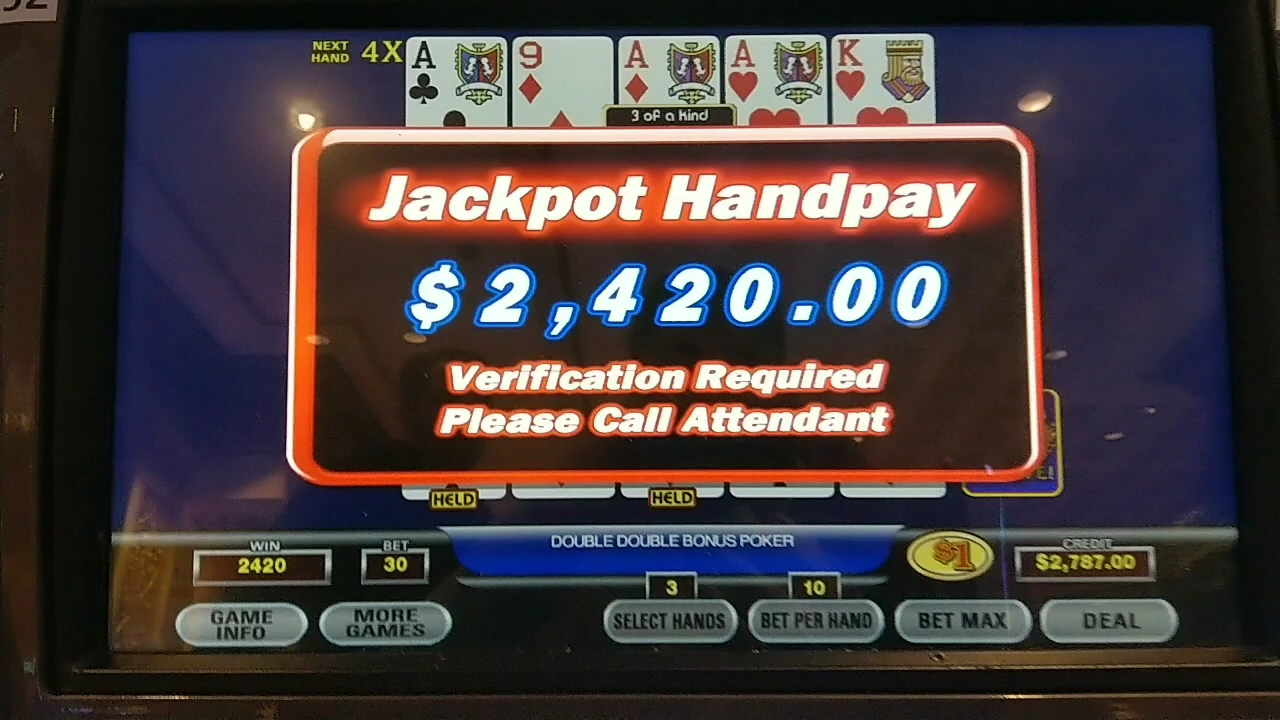 NEXT
HAND 4X
A 9 A A K
3 of a kind
Jackpot Handpay
$2,420.00
Verification Required
Please Call Attendant
HELD HELD
WIN
2420
BET
30
DOUBLE DOUBLE BONUS POKER
$1
CREDIT
$2,787.00
3 10
GAME
INFO
MORE
GAMES
SELECT HANDS
BET PER HAND
BET MAX
DEAL